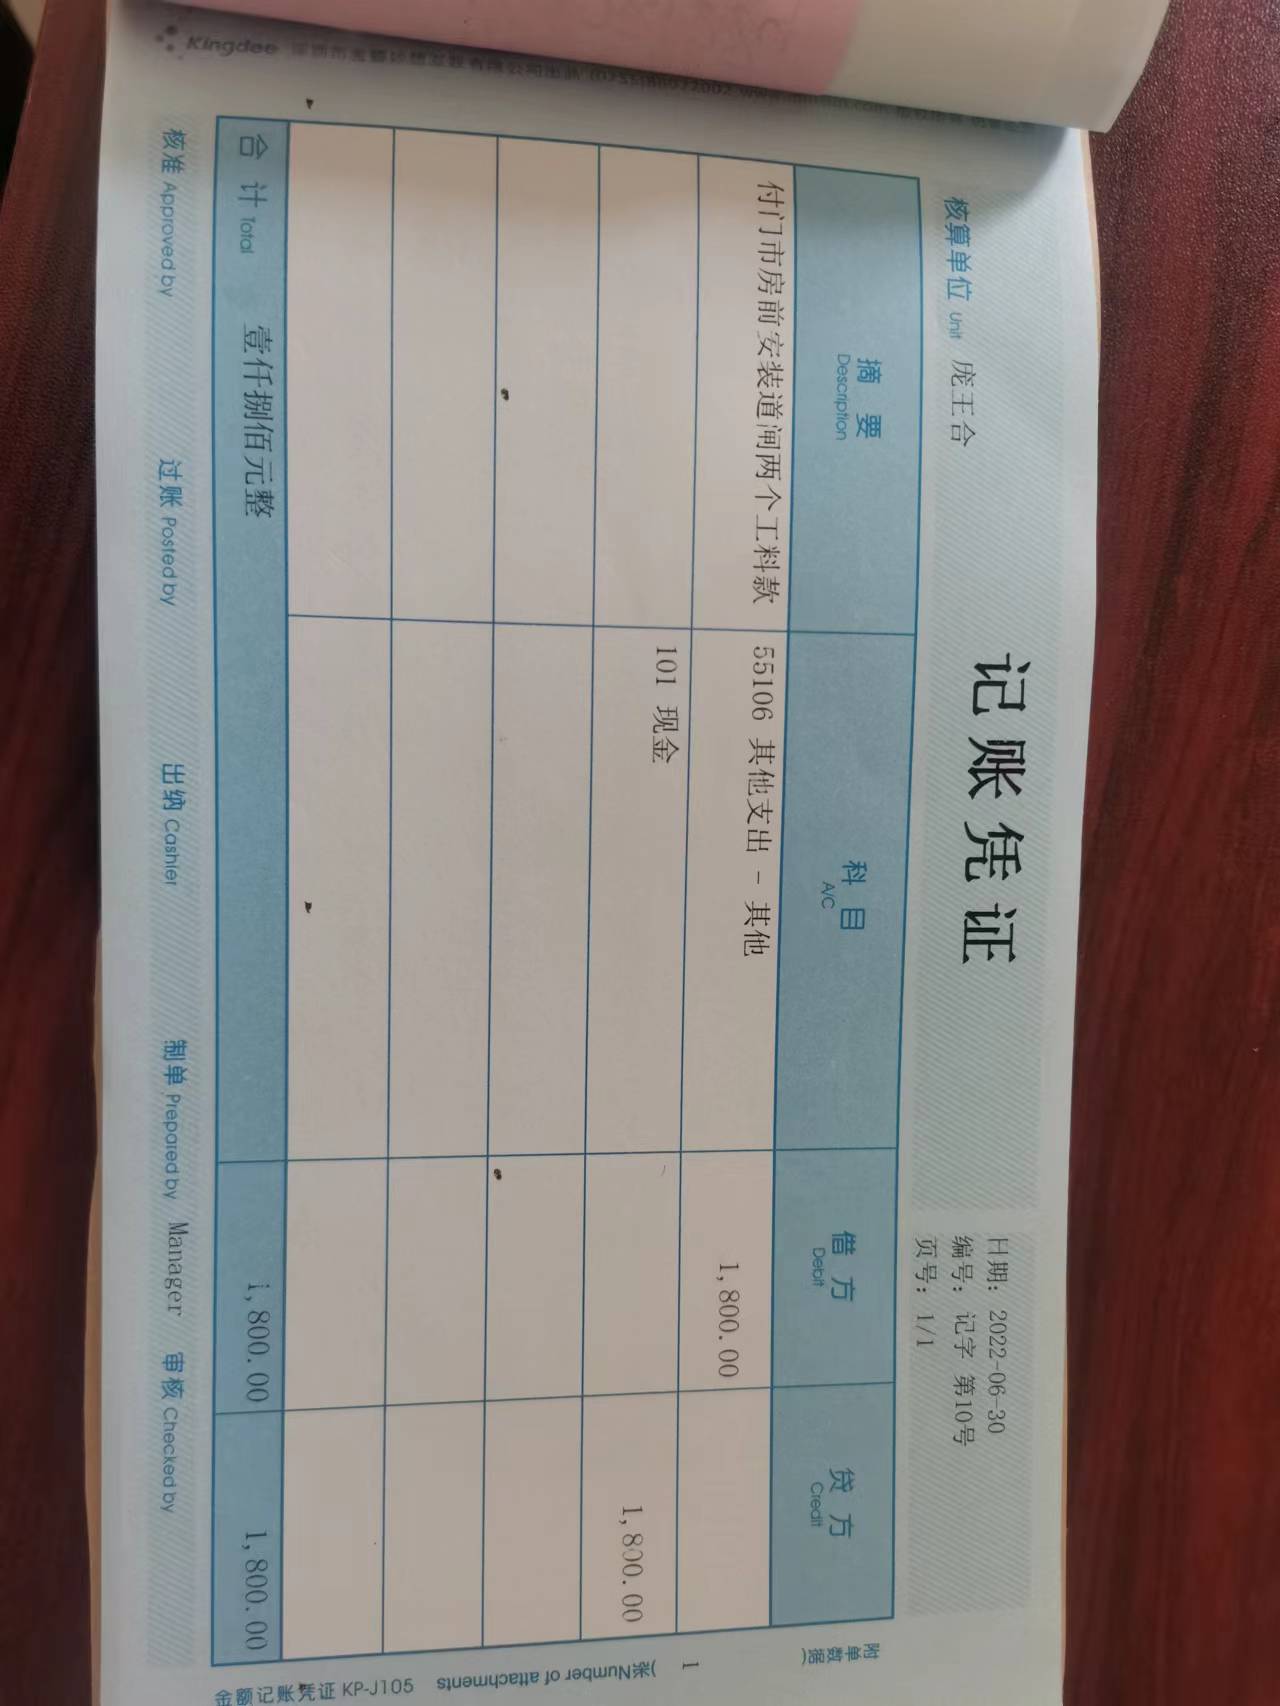 记账凭证
日期: 2022-06-30
编号: 记字 第10号
核算单位 Unit 庞王合
页号: 1/1
摘要 Description 科目 A/C 借方 Debit 贷方 Credit
付门市房前安装道闸两个工料款 55106 其他支出 - 其他 1,800.00
101 现金 1,800.00
合计 Total 壹仟捌佰元整 1,800.00 1,800.00
核准 Approved by 过账 Posted by 出纳 Cashier 制单 Prepared by Manager 审核 Checked by
附单据数(
1
)张 Number of attachments
金额记账凭证 KP-J105
Kingdee